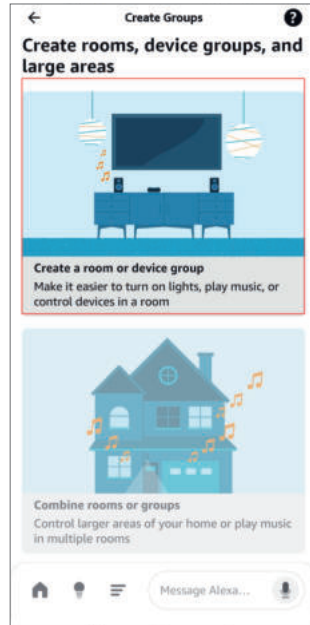 Create Groups
?
Create rooms, device groups, and
large areas
Create a room or device group
Make it easier to turn on lights, play music, or
control devices in a room
Combine rooms or groups
Control larger areas of your home or play music
in multiple rooms
Message Alexa...